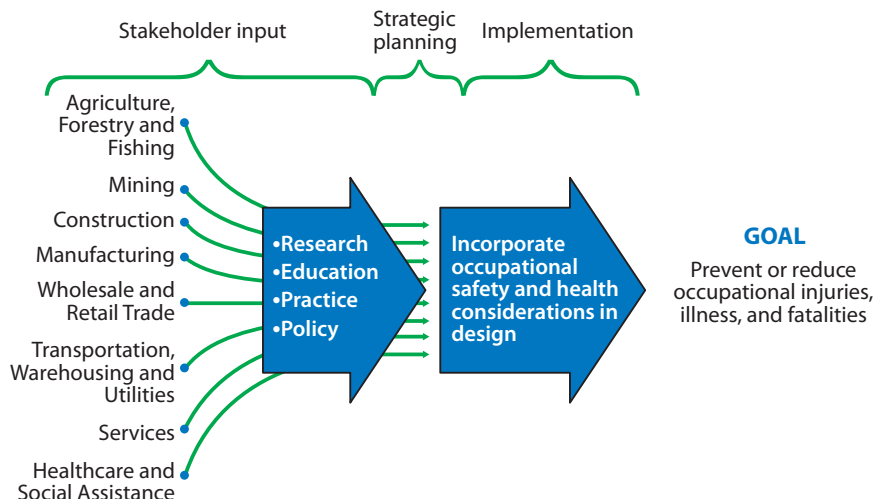 Stakeholder input
Strategic
planning
Implementation
Agriculture,
Forestry and
Fishing
Mining
Construction
Manufacturing
Wholesale and
Retail Trade
Transportation,
Warehousing and
Utilities
Services
Healthcare and
Social Assistance
•Research
•Education
•Practice
•Policy
Incorporate
occupational
safety and health
considerations in
design
GOAL
Prevent or reduce
occupational injuries,
illness, and fatalities